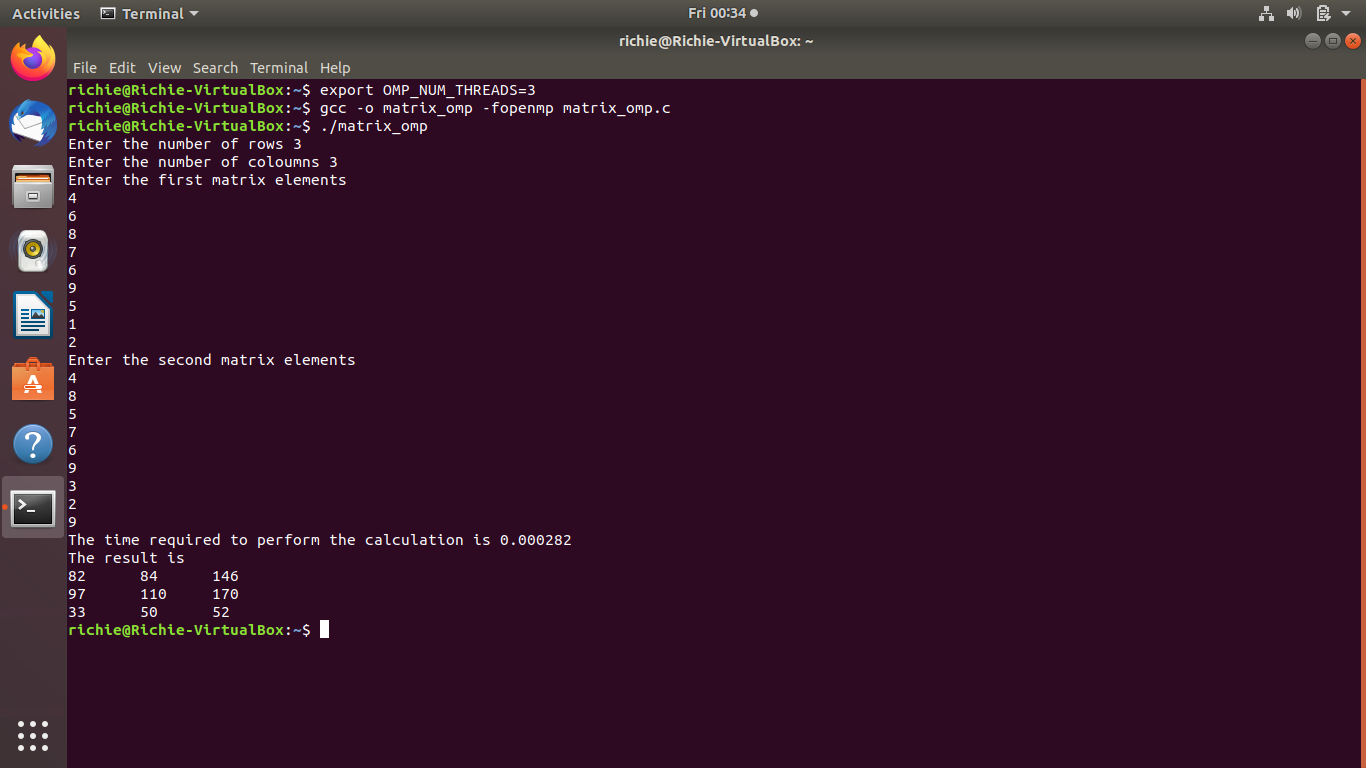 Activities Terminal Fri 00:34
richie@Richie-VirtualBox: ~
File Edit View Search Terminal Help
richie@Richie-VirtualBox:~$ export OMP_NUM_THREADS=3
richie@Richie-VirtualBox:~$ gcc -o matrix_omp -fopenmp matrix_omp.c
richie@Richie-VirtualBox:~$ ./matrix_omp
Enter the number of rows 3
Enter the number of coloumns 3
Enter the first matrix elements
4
6
8
7
6
9
5
1
2
Enter the second matrix elements
4
8
5
7
6
9
3
2
9
The time required to perform the calculation is 0.000282
The result is
82 84 146
97 110 170
33 50 52
richie@Richie-VirtualBox:~$